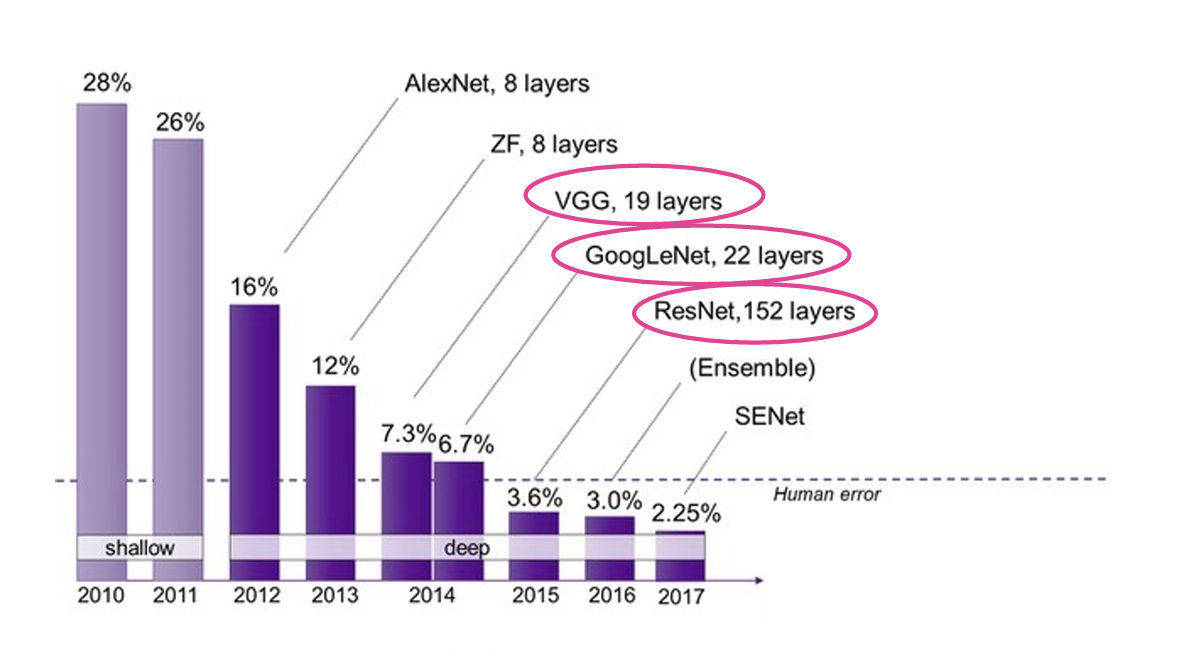 28%
AlexNet, 8 layers
26%
ZF, 8 layers
VGG, 19 layers
GoogLeNet, 22 layers
16%
ResNet,152 layers
12%
(Ensemble)
SENet
7.3%
6.7%
Human error
3.6%
3.0%
2.25%
shallow
deep
2010
2011
2012
2013
2014
2015
2016
2017